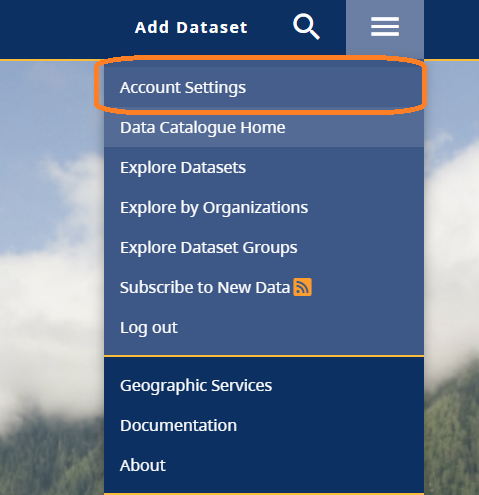 Add Dataset
Account Settings
Data Catalogue Home
Explore Datasets
Explore by Organizations
Explore Dataset Groups
Subscribe to New Data
Log out
Geographic Services
Documentation
About